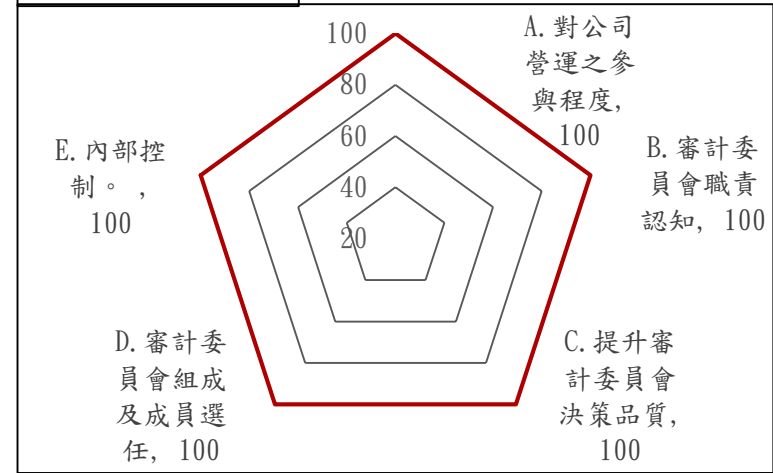 100
80
60
40
20
A.對公司
營運之參
與程度,
100
B.審計委
員會職責
認知, 100
C.提升審
計委員會
決策品質,
100
D.審計委
員會組成
及成員選
任, 100
E.內部控
制。 ,
100